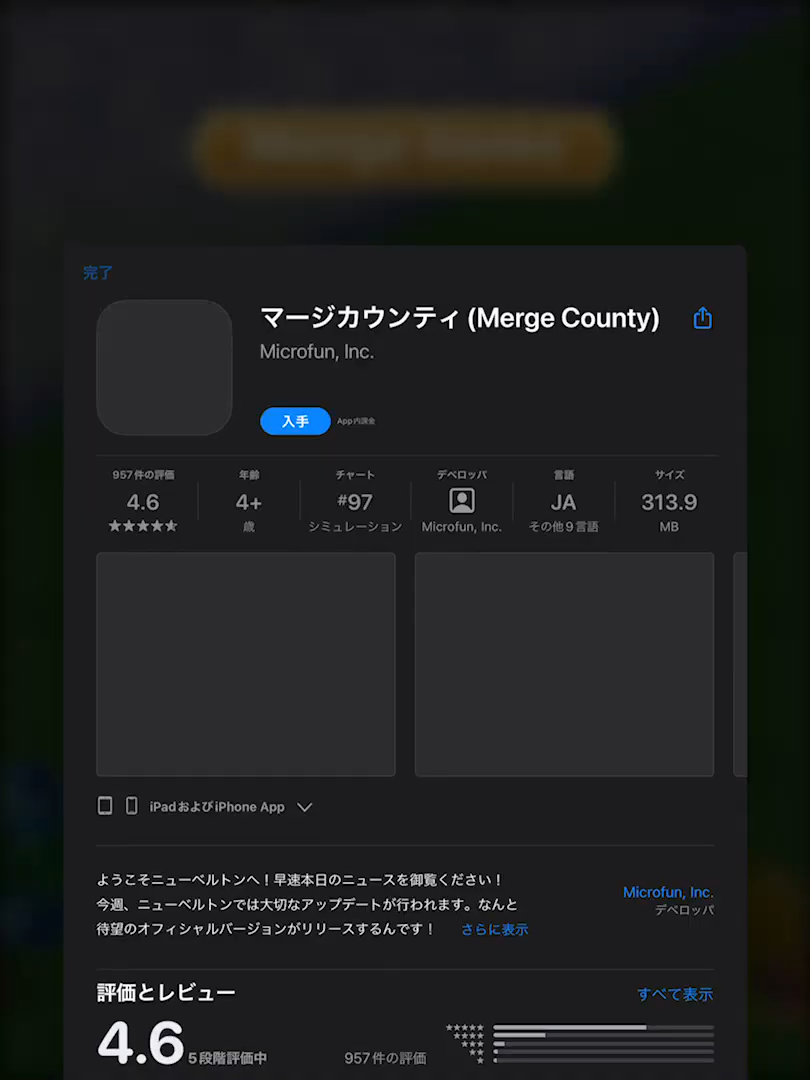 完了
マージカウンティ (Merge County)
Microfun, Inc.
入手
App内課金
957件の評価
4.6
★★★★★
年齢
4+
歳
チャート
#97
シミュレーション
デベロッパ
Microfun, Inc.
言語
JA
その他9言語
サイズ
313.9
MB
iPadおよびiPhone App
ようこそニューベルトンへ！早速本日のニュースを御覧ください！
今週、ニューベルトンでは大切なアップデートが行われます。なんと
待望のオフィシャルバージョンがリリースするんです！ さらに表示
Microfun, Inc.
デベロッパ
評価とレビュー
すべて表示
4.6 5段階評価中
957件の評価